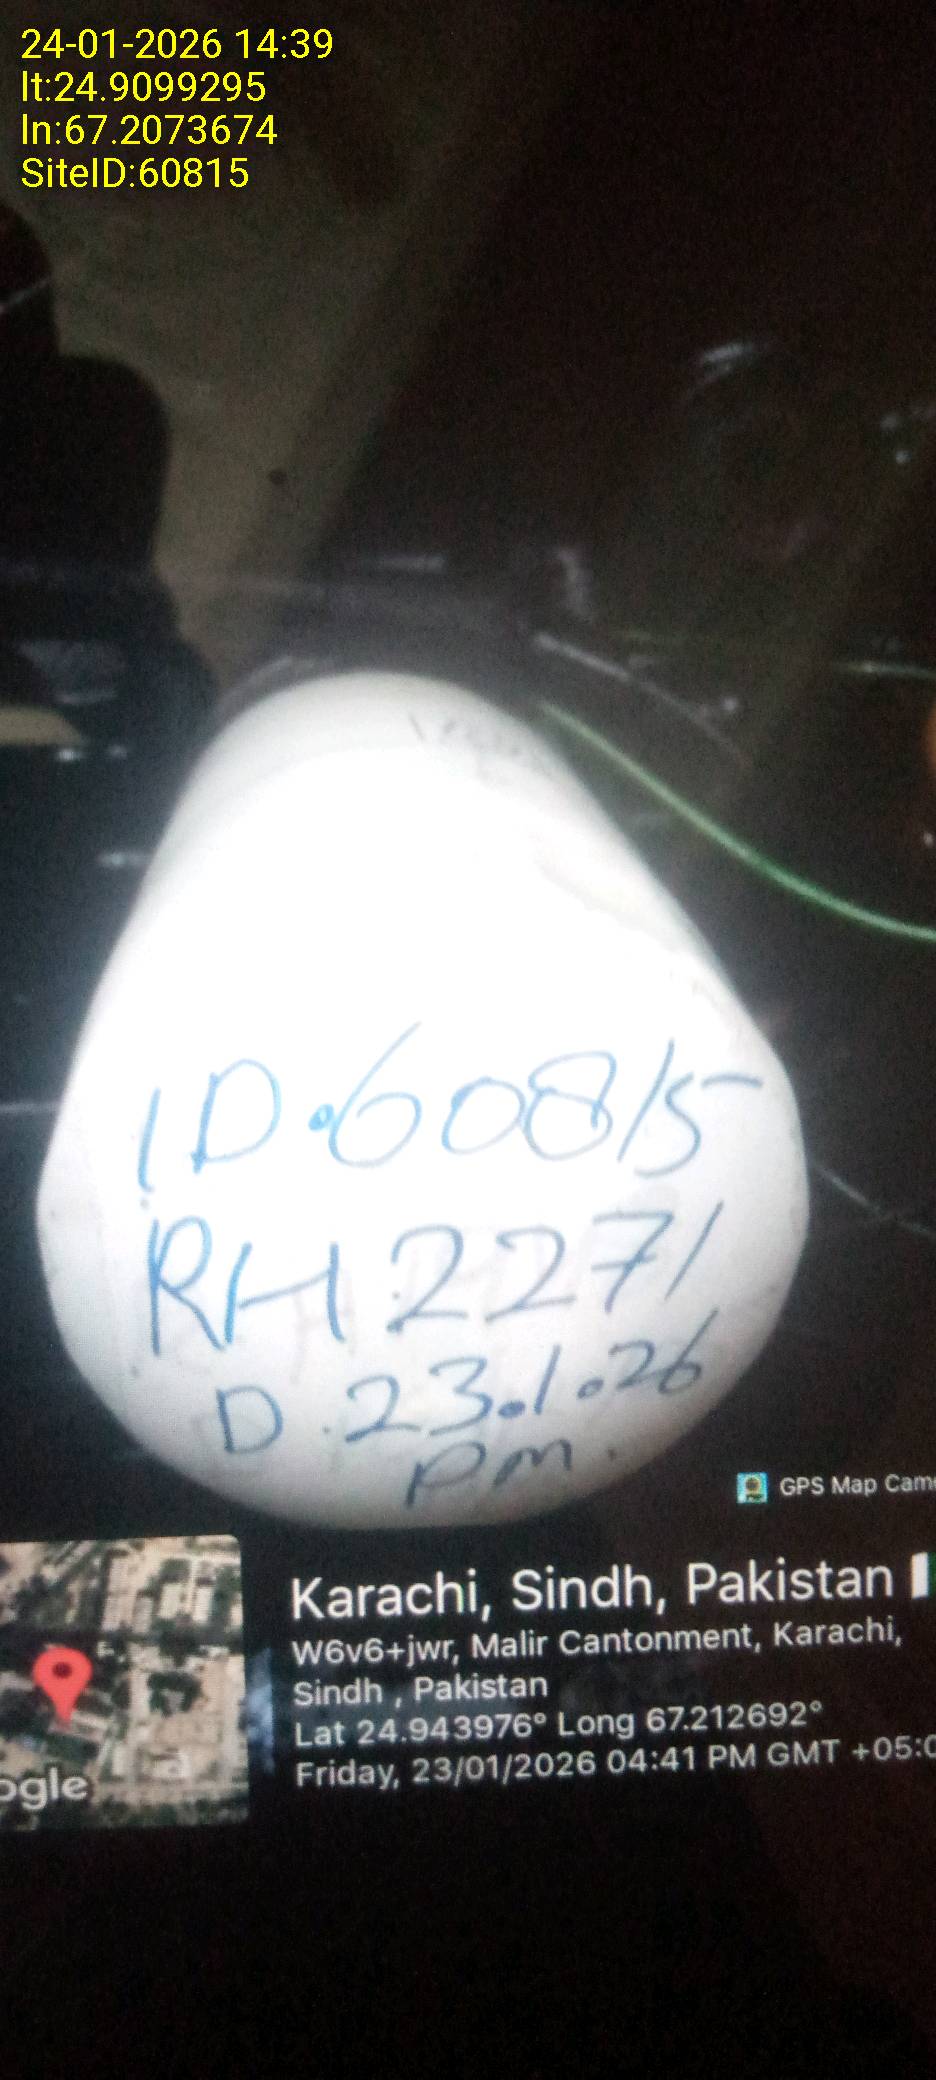 24-01-2026 14:39
lt:24.9099295
ln:67.2073674
SiteID:60815
ID.60815
RH 2271
D.23.1.26
Pm.
GPS Map Came
Karachi, Sindh, Pakistan
W6v6+jwr, Malir Cantonment, Karachi,
Sindh , Pakistan
Lat 24.943976° Long 67.212692°
Friday, 23/01/2026 04:41 PM GMT +05:0
ogle